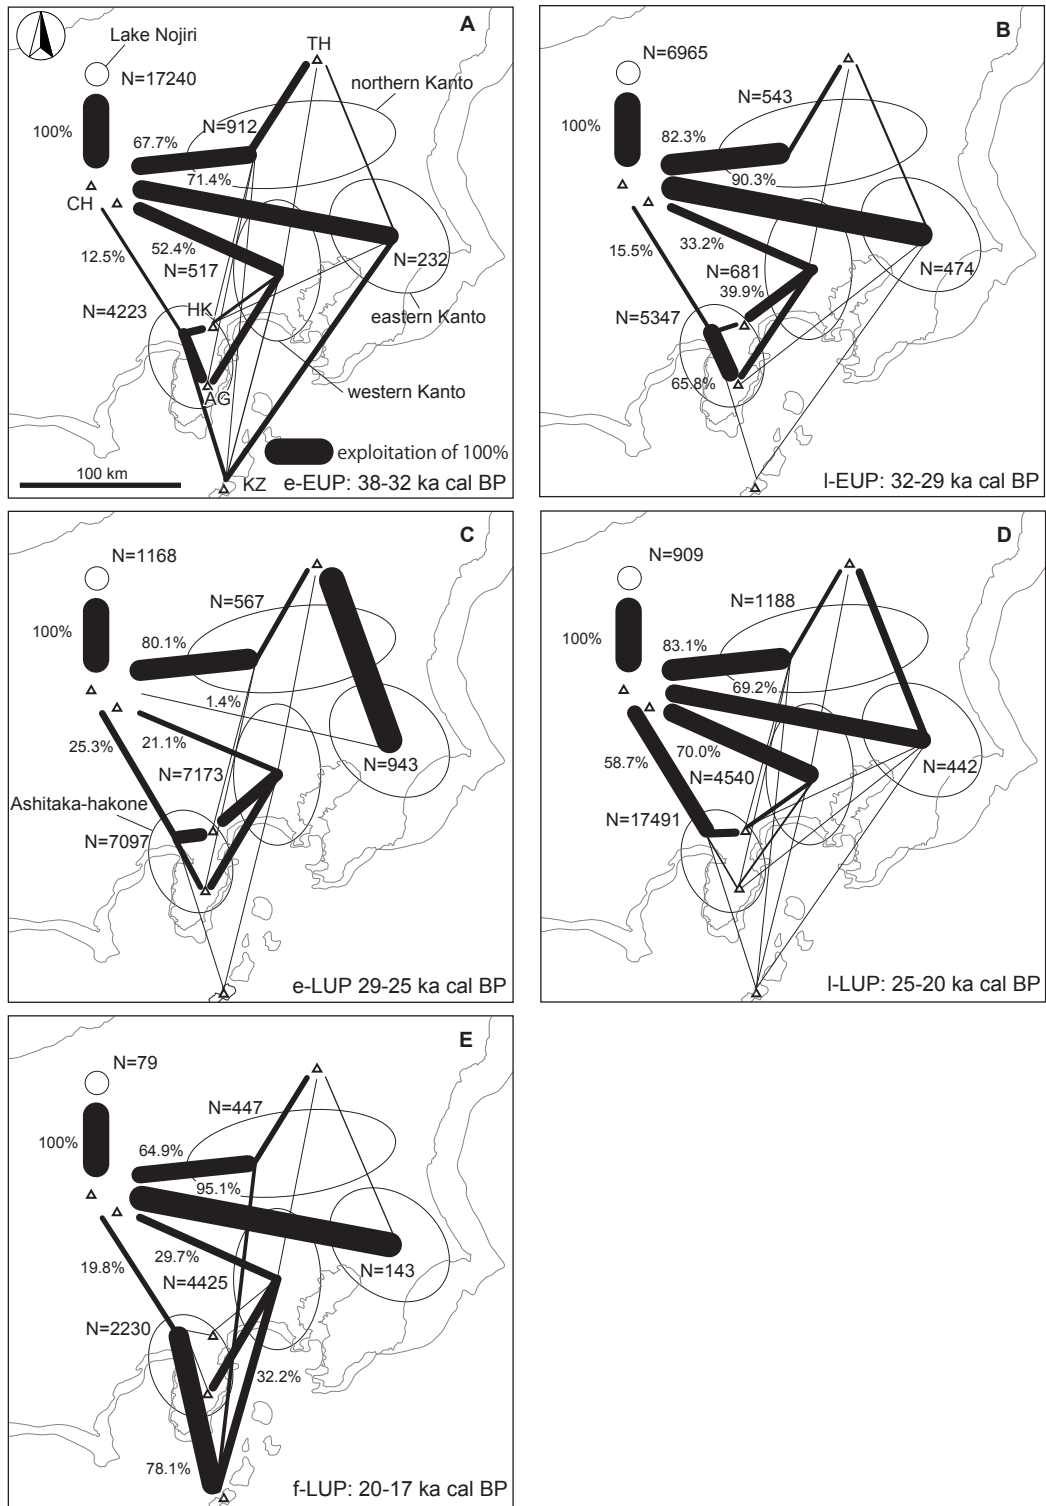 A
Lake Nojiri
TH
N=17240
northern Kanto
100%
N=912
67.7%
71.4%
CH
12.5%
52.4%
N=517
N=232
N=4223
HK
eastern Kanto
western Kanto
AG
exploitation of 100%
100 km
KZ
e-EUP: 38-32 ka cal BP
B
N=6965
N=543
100%
82.3%
90.3%
15.5%
33.2%
N=681
N=474
39.9%
N=5347
65.8%
l-EUP: 32-29 ka cal BP
C
N=1168
N=567
100%
80.1%
1.4%
25.3%
21.1%
N=7173
N=943
Ashitaka-hakone
N=7097
e-LUP 29-25 ka cal BP
D
N=909
N=1188
100%
83.1%
69.2%
58.7%
70.0%
N=4540
N=442
N=17491
l-LUP: 25-20 ka cal BP
E
N=79
N=447
100%
64.9%
95.1%
19.8%
29.7%
N=4425
N=143
N=2230
32.2%
78.1%
f-LUP: 20-17 ka cal BP